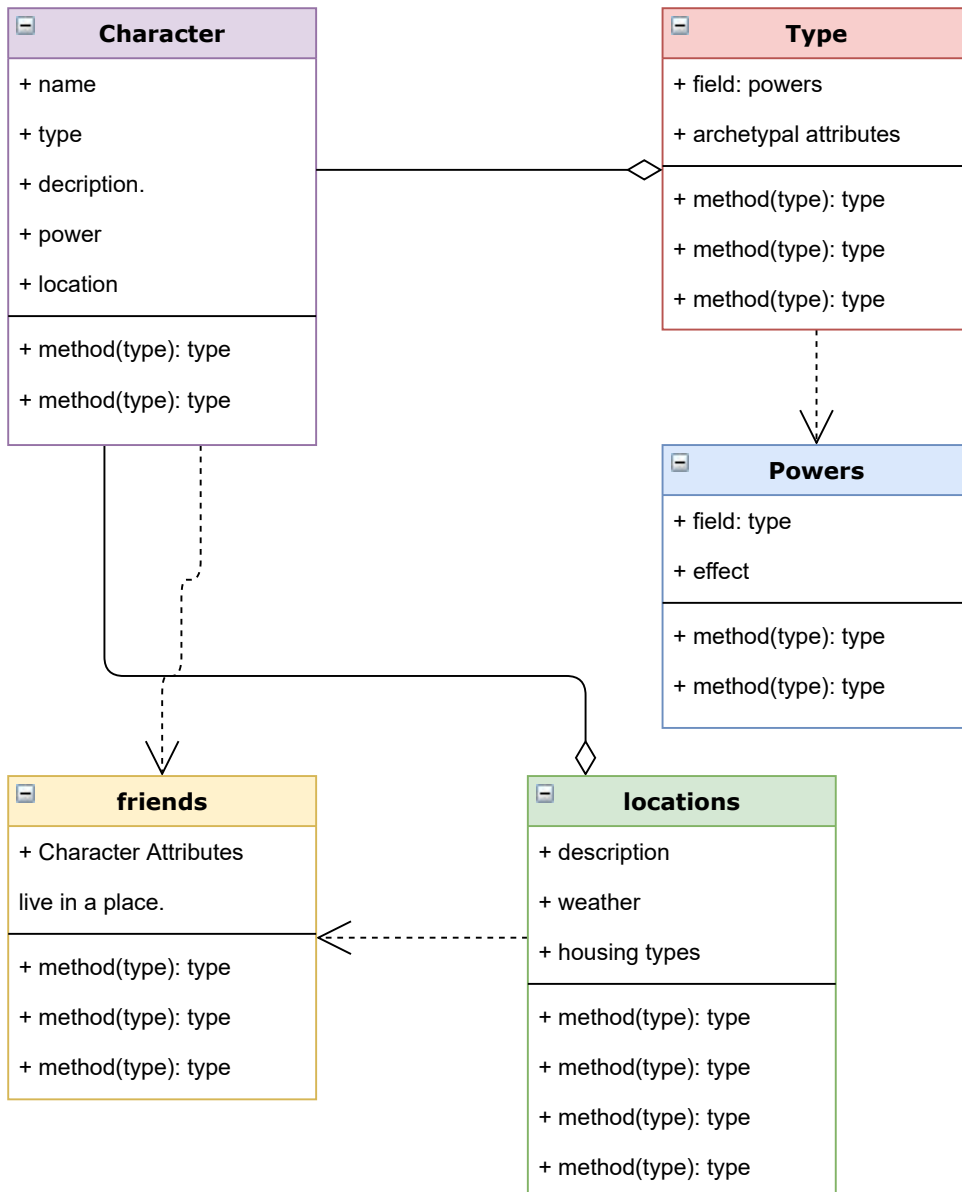 Character
+ name
+ type
+ decription.
+ power
+ location
+ method(type): type
+ method(type): type
Type
+ field: powers
+ archetypal attributes
+ method(type): type
+ method(type): type
+ method(type): type
Powers
+ field: type
+ effect
+ method(type): type
+ method(type): type
friends
+ Character Attributes
live in a place.
+ method(type): type
+ method(type): type
+ method(type): type
locations
+ description
+ weather
+ housing types
+ method(type): type
+ method(type): type
+ method(type): type
+ method(type): type